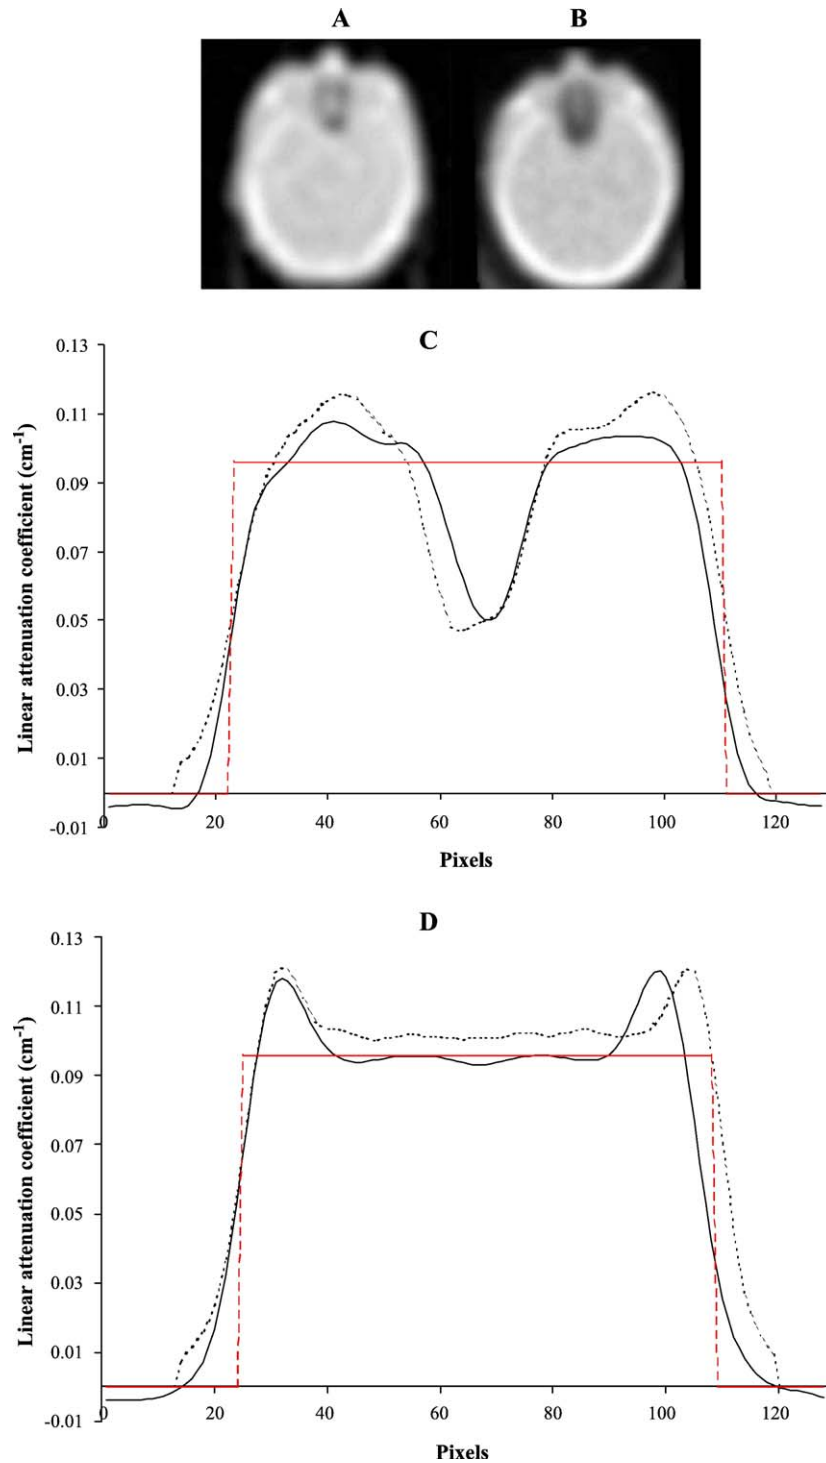 A B
C
0.13
0.11
0.09
0.07
0.05
0.03
0.01
-0.01
0 20 40 60 80 100 120
Linear attenuation coefficient (cm-1)
Pixels
D
0.13
0.11
0.09
0.07
0.05
0.03
0.01
-0.01
0 20 40 60 80 100 120
Linear attenuation coefficient (cm-1)
Pixels